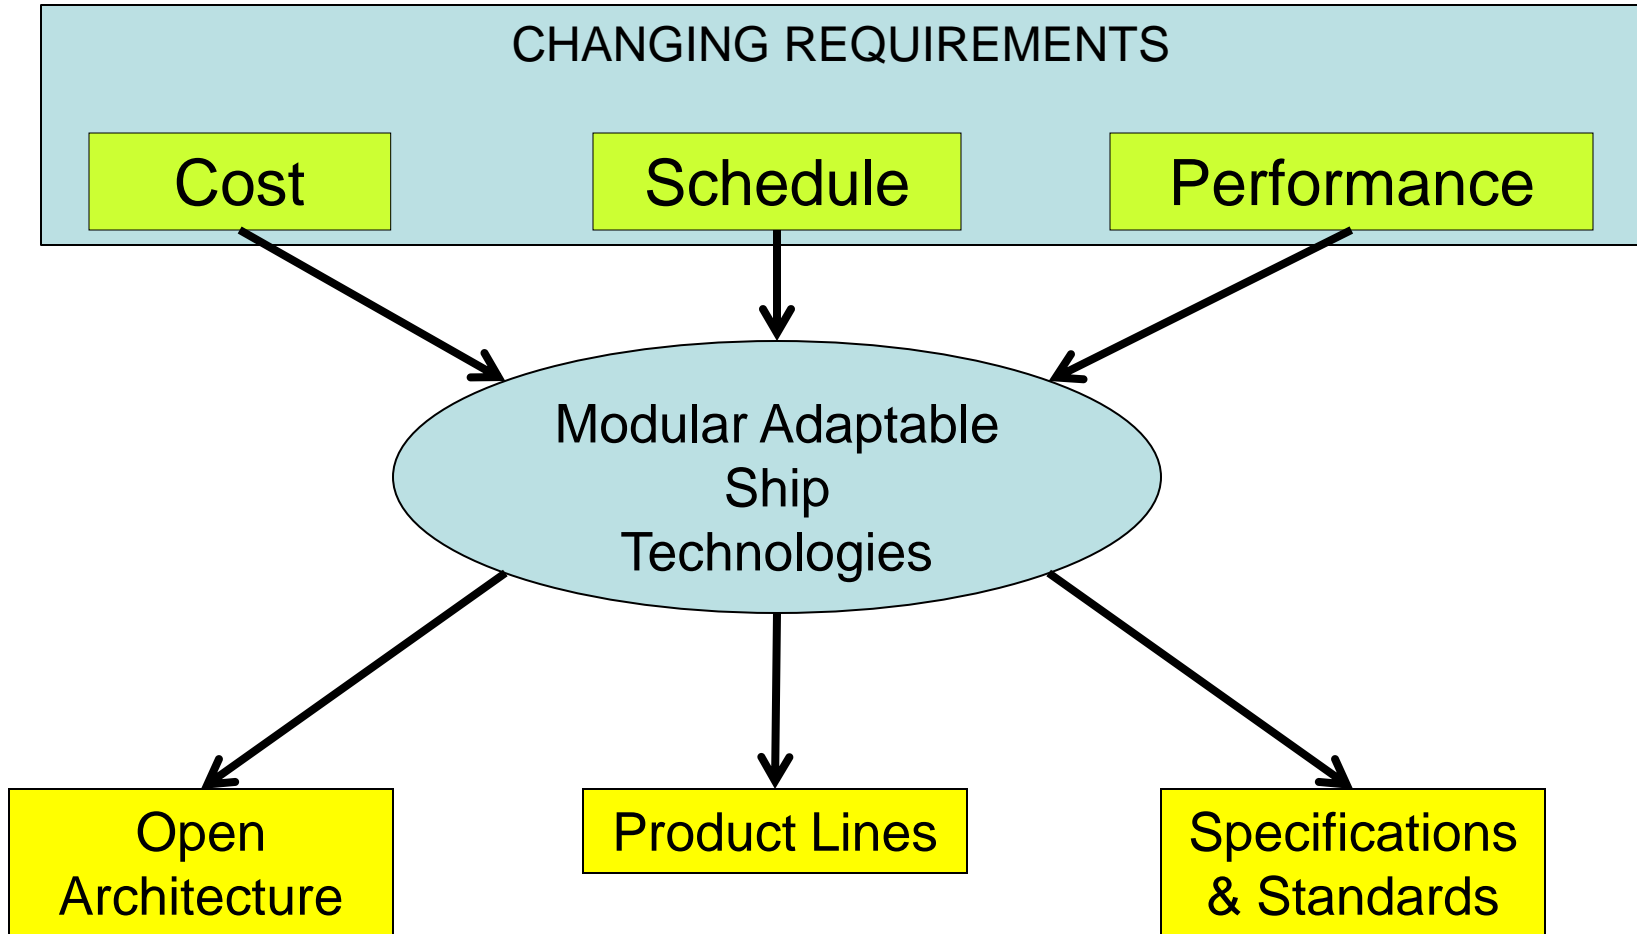 CHANGING REQUIREMENTS
Cost
Schedule
Performance
Modular Adaptable
Ship
Technologies
Open
Architecture
Product Lines
Specifications
& Standards